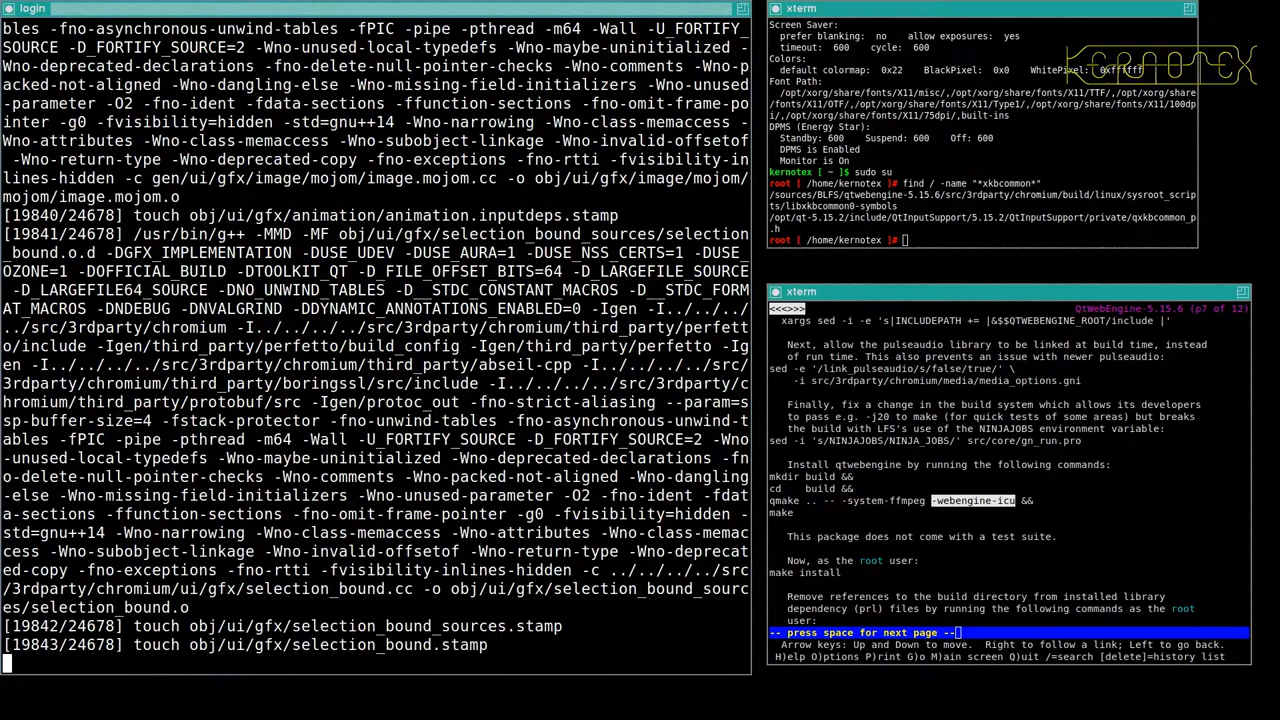 login
bles -fno-asynchronous-unwind-tables -fPIC -pipe -pthread -m64 -Wall -U_FORTIFY_
SOURCE -D_FORTIFY_SOURCE=2 -Wno-unused-local-typedefs -Wno-maybe-uninitialized -
Wno-deprecated-declarations -fno-delete-null-pointer-checks -Wno-comments -Wno-p
acked-not-aligned -Wno-dangling-else -Wno-missing-field-initializers -Wno-unused
-parameter -O2 -fno-ident -fdata-sections -ffunction-sections -fno-omit-frame-po
inter -g0 -fvisibility=hidden -std=gnu++14 -Wno-narrowing -Wno-class-memaccess -
Wno-attributes -Wno-class-memaccess -Wno-subobject-linkage -Wno-invalid-offsetof
-Wno-return-type -Wno-deprecated-copy -fno-exceptions -fno-rtti -fvisibility-in
lines-hidden -c gen/ui/gfx/image/mojom/image.mojom.cc -o obj/ui/gfx/image/mojom/
mojom/image.mojom.o
[19840/24678] touch obj/ui/gfx/animation/animation.inputdeps.stamp
[19841/24678] /usr/bin/g++ -MMD -MF obj/ui/gfx/selection_bound_sources/selection
_bound.o.d -DGFX_IMPLEMENTATION -DUSE_UDEV -DUSE_AURA=1 -DUSE_NSS_CERTS=1 -DUSE_
OZONE=1 -DOFFICIAL_BUILD -DTOOLKIT_QT -D_FILE_OFFSET_BITS=64 -D_LARGEFILE_SOURCE
-D_LARGEFILE64_SOURCE -DNO_UNWIND_TABLES -D__STDC_CONSTANT_MACROS -D__STDC_FORM
AT_MACROS -DNDEBUG -DNVALGRIND -DDYNAMIC_ANNOTATIONS_ENABLED=0 -Igen -I../../../
../src/3rdparty/chromium -I../../../../src/3rdparty/chromium/third_party/perfett
o/include -Igen/third_party/perfetto/build_config -Igen/third_party/perfetto -Ig
en -I../../../../src/3rdparty/chromium/third_party/abseil-cpp -I../../../../src/
3rdparty/chromium/third_party/boringssl/src/include -I../../../../src/3rdparty/c
hromium/third_party/protobuf/src -Igen/protoc_out -fno-strict-aliasing --param=s
sp-buffer-size=4 -fstack-protector -fno-unwind-tables -fno-asynchronous-unwind-t
ables -fPIC -pipe -pthread -m64 -Wall -U_FORTIFY_SOURCE -D_FORTIFY_SOURCE=2 -Wno
-unused-local-typedefs -Wno-maybe-uninitialized -Wno-deprecated-declarations -fn
o-delete-null-pointer-checks -Wno-comments -Wno-packed-not-aligned -Wno-dangling
-else -Wno-missing-field-initializers -Wno-unused-parameter -O2 -fno-ident -fdat
a-sections -ffunction-sections -fno-omit-frame-pointer -g0 -fvisibility=hidden -
std=gnu++14 -Wno-narrowing -Wno-class-memaccess -Wno-attributes -Wno-class-memac
cess -Wno-subobject-linkage -Wno-invalid-offsetof -Wno-return-type -Wno-deprecat
ed-copy -fno-exceptions -fno-rtti -fvisibility-inlines-hidden -c ../../../../src
/3rdparty/chromium/ui/gfx/selection_bound.cc -o obj/ui/gfx/selection_bound_sourc
es/selection_bound.o
[19842/24678] touch obj/ui/gfx/selection_bound_sources.stamp
[19843/24678] touch obj/ui/gfx/selection_bound.stamp
xterm
Screen Saver:
prefer blanking:  no    allow exposures:  yes
timeout:  600    cycle:  600
Colors:
default colormap:  0x22    BlackPixel:  0x0    WhitePixel:  0xffffff
Font Path:
/opt/xorg/share/fonts/X11/misc/,/opt/xorg/share/fonts/X11/TTF/,/opt/xorg/share
/fonts/X11/OTF/,/opt/xorg/share/fonts/X11/Type1/,/opt/xorg/share/fonts/X11/100dp
i/,/opt/xorg/share/fonts/X11/75dpi/,built-ins
DPMS (Energy Star):
Standby: 600    Suspend: 600    Off: 600
DPMS is Enabled
Monitor is On
kernotex [ ~ ]$ sudo su
root [ /home/kernotex ]# find / -name "*xkbcommon*"
/sources/BLFS/qtwebengine-5.15.6/src/3rdparty/chromium/build/linux/sysroot_scrip
ts/libxkbcommon0-symbols
/opt/qt-5.15.2/include/QtInputSupport/5.15.2/QtInputSupport/private/qxkbcommon_p
.h
root [ /home/kernotex ]#
KERNOTEX
xterm
<<<>>> QtWebEngine-5.15.6 (p7 of 12)
xargs sed -i -e 's|INCLUDEPATH += |&$$QTWEBENGINE_ROOT/include |'
Next, allow the pulseaudio library to be linked at build time, instead
of run time. This also prevents an issue with newer pulseaudio:
sed -e '/link_pulseaudio/s/false/true/' \
-i src/3rdparty/chromium/media/media_options.gni
Finally, fix a change in the build system which allows its developers
to pass e.g. -j20 to make (for quick tests of some areas) but breaks
the build with LFS's use of the NINJAJOBS environment variable:
sed -i 's/NINJAJOBS/NINJA_JOBS/' src/core/gn_run.pro
Install qtwebengine by running the following commands:
mkdir build &&
cd    build &&
qmake .. -- -system-ffmpeg -webengine-icu &&
make
This package does not come with a test suite.
Now, as the root user:
make install
Remove references to the build directory from installed library
dependency (prl) files by running the following commands as the root
user:
-- press space for next page --
Arrow keys: Up and Down to move.  Right to follow a link; Left to go back.
H)elp O)ptions P)rint G)o M)ain screen Q)uit /=search [delete]=history list